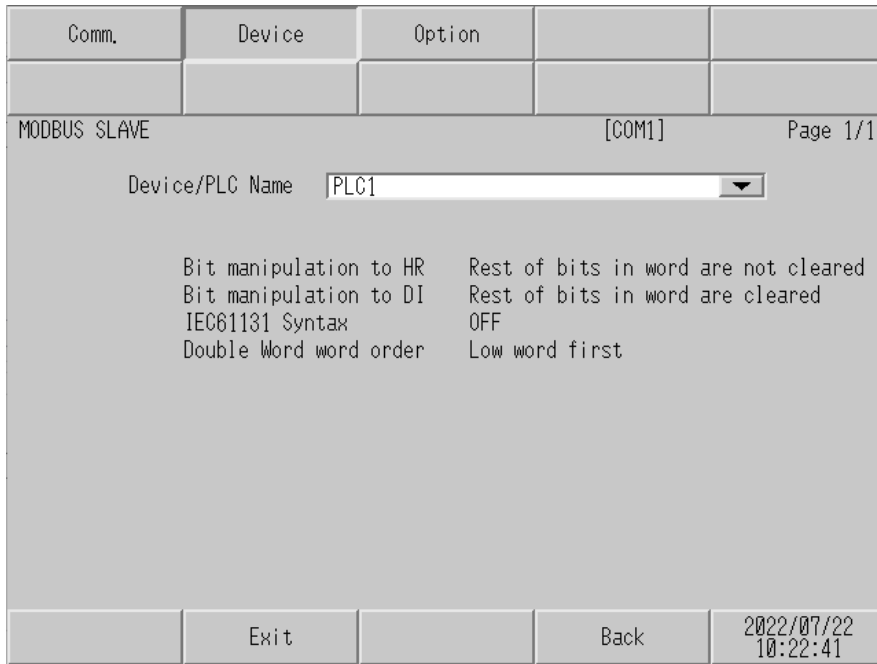 Comm. Device Option
MODBUS SLAVE [COM1] Page 1/1
Device/PLC Name PLC1
Bit manipulation to HR Rest of bits in word are not cleared
Bit manipulation to DI Rest of bits in word are cleared
IEC61131 Syntax OFF
Double Word word order Low word first
Exit Back 2022/07/22
10:22:41